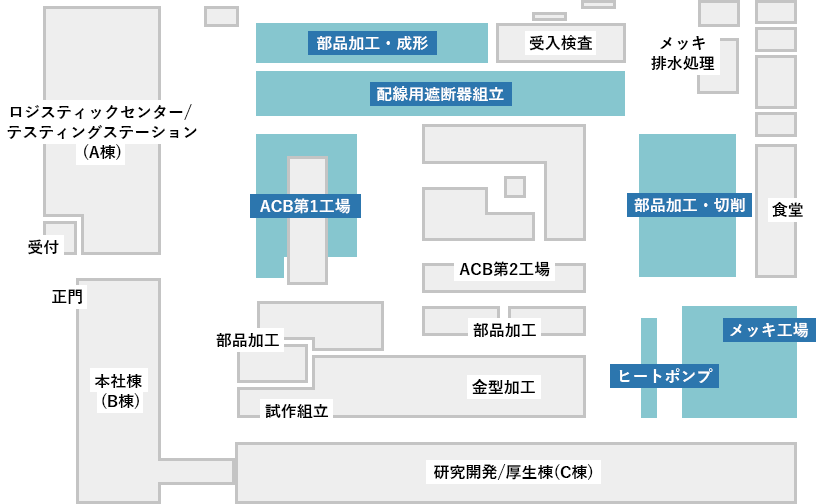 部品加工・成形
受入検査
メッキ
排水処理
配線用遮断器組立
ロジスティックセンター/
テスティングステーション
(A棟)
ACB第1工場
部品加工・切削
食堂
受付
ACB第2工場
正門
部品加工
部品加工
メッキ工場
本社棟
(B棟)
金型加工
ヒートポンプ
試作組立
研究開発/厚生棟(C棟)